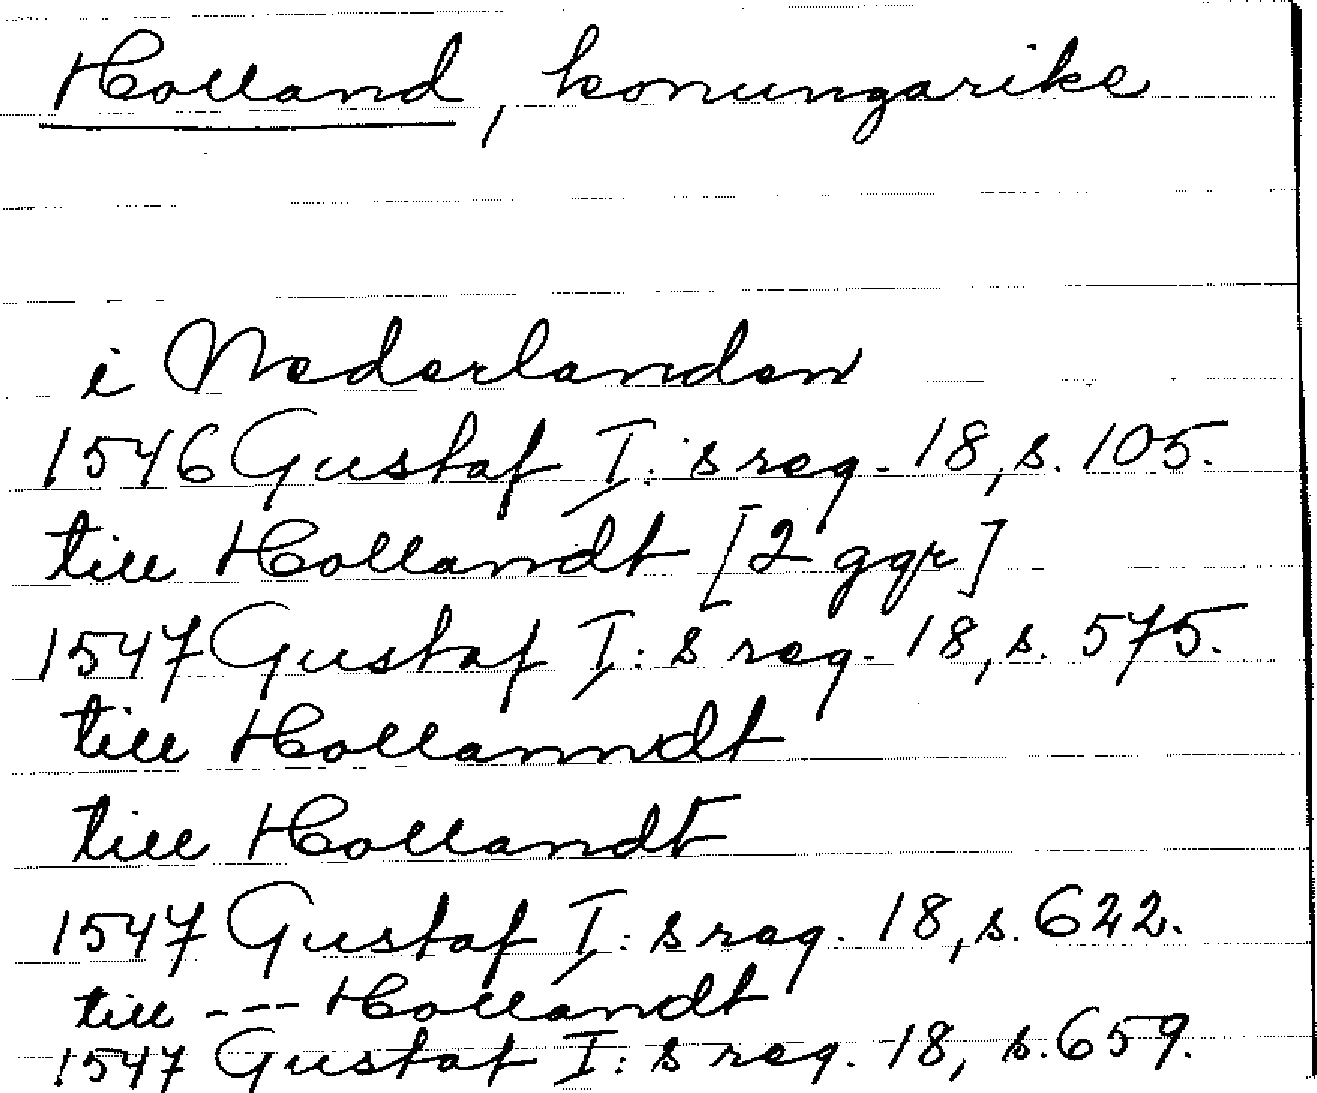 Holland, konungarike
i Nederlanden
1546 Gustaf I:s reg. 18, s. 105.
till Hollandt [2 ggr]
1547 Gustaf I:s reg. 18, s. 575.
till Hollanndt
till Hollandt
1547 Gustaf I:s reg. 18, s. 622.
till --- Hollandt
1547 Gustaf I:s reg. 18, s. 659.